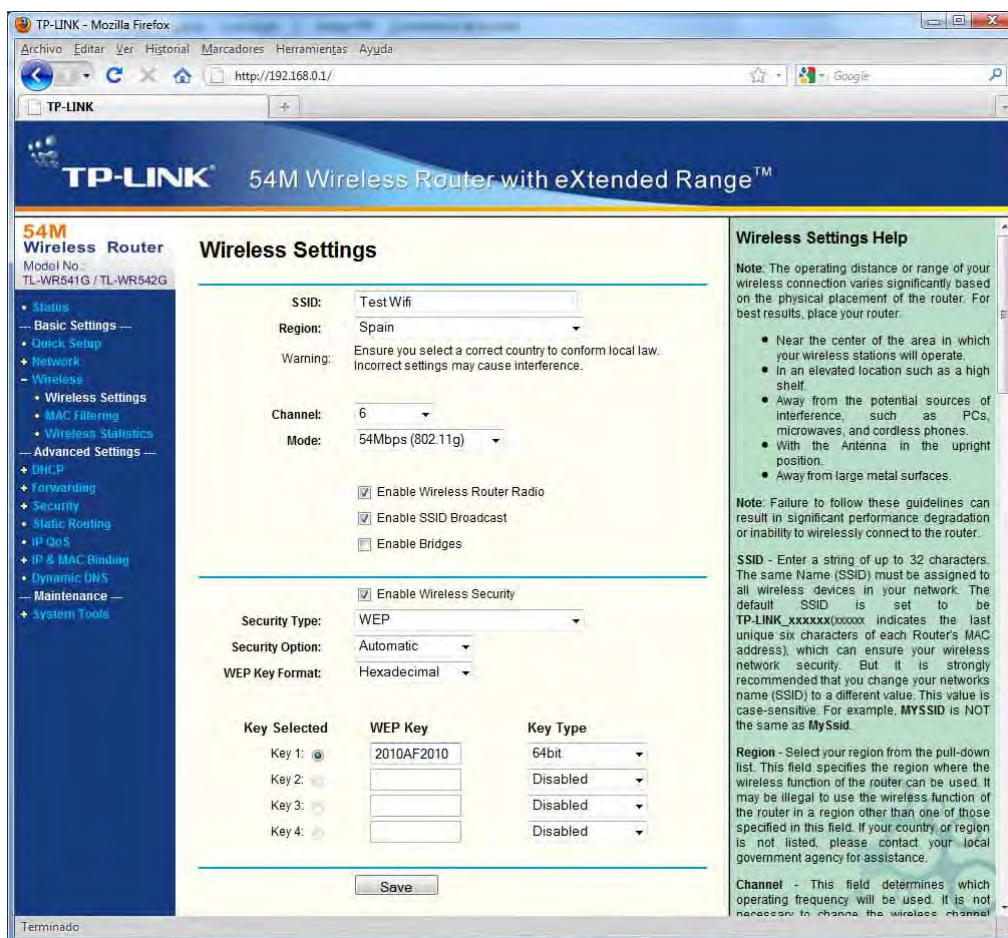 TP-LINK - Mozilla Firefox
Archivo Editar Ver Historial Marcadores Herramientas Ayuda
http://192.168.0.1/
Google
TP-LINK
TP-LINK 54M Wireless Router with eXtended Range™
54M
Wireless Router
Model No.:
TL-WR541G / TL-WR542G
• Status
--- Basic Settings ---
• Quick Setup
+ Network
- Wireless
• Wireless Settings
• MAC Filtering
• Wireless Statistics
--- Advanced Settings ---
+ DHCP
+ Forwarding
+ Security
• Static Routing
• IP QoS
+ IP & MAC Binding
• Dynamic DNS
--- Maintenance ---
+ System Tools
Wireless Settings
SSID: TestWifi
Region: Spain
Warning: Ensure you select a correct country to conform local law.
Incorrect settings may cause interference.
Channel: 6
Mode: 54Mbps (802.11g)
Enable Wireless Router Radio
Enable SSID Broadcast
Enable Bridges
Enable Wireless Security
Security Type: WEP
Security Option: Automatic
WEP Key Format: Hexadecimal
Key Selected WEP Key Key Type
Key 1: 2010AF2010 64bit
Key 2: Disabled
Key 3: Disabled
Key 4: Disabled
Save
Wireless Settings Help
Note: The operating distance or range of your
wireless connection varies significantly based
on the physical placement of the router. For
best results, place your router.
• Near the center of the area in which
your wireless stations will operate.
• In an elevated location such as a high
shelf.
• Away from the potential sources of
interference, such as PCs,
microwaves, and cordless phones.
• With the Antenna in the upright
position.
• Away from large metal surfaces.
Note: Failure to follow these guidelines can
result in significant performance degradation
or inability to wirelessly connect to the router.
SSID - Enter a string of up to 32 characters.
The same Name (SSID) must be assigned to
all wireless devices in your network. The
default SSID is set to be
TP-LINK_xxxxxx(xxxxxx indicates the last
unique six characters of each Router's MAC
address), which can ensure your wireless
network security. But it is strongly
recommended that you change your networks
name (SSID) to a different value. This value is
case-sensitive. For example, MYSSID is NOT
the same as MySsid.
Region - Select your region from the pull-down
list. This field specifies the region where the
wireless function of the router can be used. It
may be illegal to use the wireless function of
the router in a region other than one of those
specified in this field. If your country or region
is not listed, please contact your local
government agency for assistance.
Channel - This field determines which
operating frequency will be used. It is not
necessary to change the wireless channel
Terminado